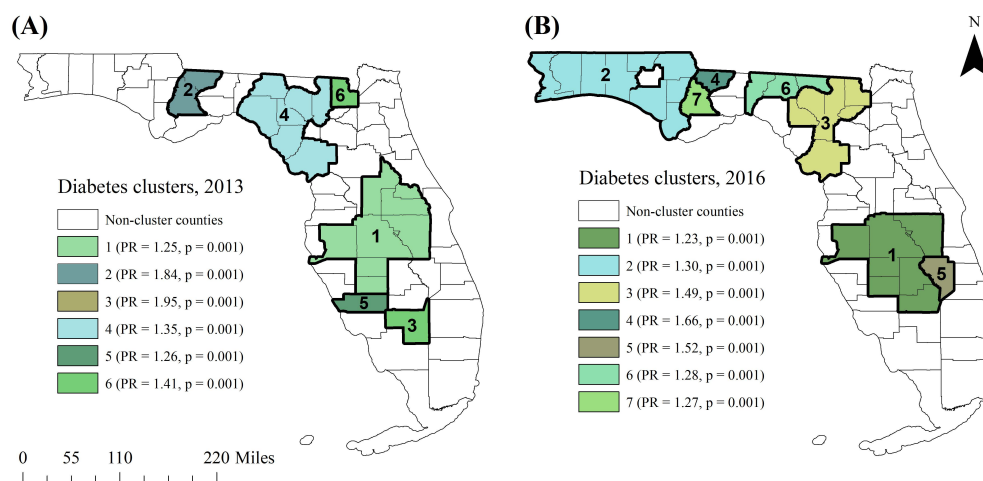 (A)
2
4
6
1
5
3
Diabetes clusters, 2013
Non-cluster counties
1 (PR = 1.25, p = 0.001)
2 (PR = 1.84, p = 0.001)
3 (PR = 1.95, p = 0.001)
4 (PR = 1.35, p = 0.001)
5 (PR = 1.26, p = 0.001)
6 (PR = 1.41, p = 0.001)
0 55 110 220 Miles
(B)
N
2
4
7
6
3
1
5
Diabetes clusters, 2016
Non-cluster counties
1 (PR = 1.23, p = 0.001)
2 (PR = 1.30, p = 0.001)
3 (PR = 1.49, p = 0.001)
4 (PR = 1.66, p = 0.001)
5 (PR = 1.52, p = 0.001)
6 (PR = 1.28, p = 0.001)
7 (PR = 1.27, p = 0.001)